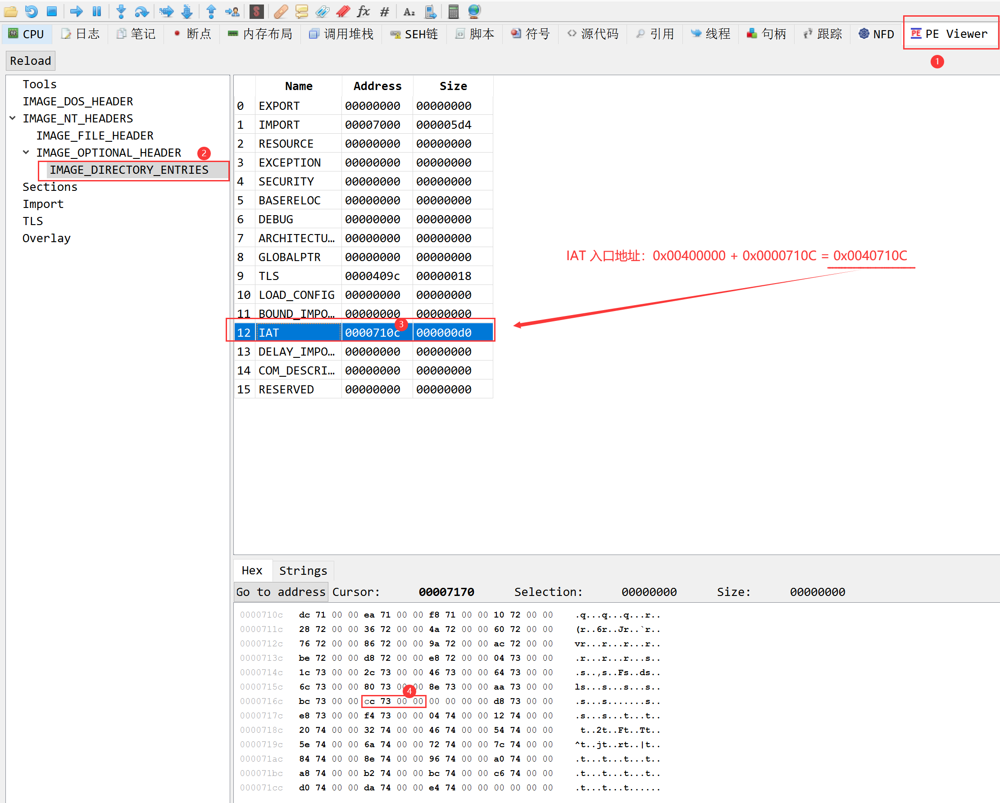 CPU 日志 笔记 断点 内存布局 调用堆栈 SEH链 脚本 符号 源代码 引用 线程 句柄 跟踪 NFD PE Viewer
1
Reload
Tools
IMAGE_DOS_HEADER
IMAGE_NT_HEADERS
IMAGE_FILE_HEADER
IMAGE_OPTIONAL_HEADER 2
IMAGE_DIRECTORY_ENTRIES
Sections
Import
TLS
Overlay
Name Address Size
0 EXPORT 00000000 00000000
1 IMPORT 00007000 000005d4
2 RESOURCE 00000000 00000000
3 EXCEPTION 00000000 00000000
4 SECURITY 00000000 00000000
5 BASERELOC 00000000 00000000
6 DEBUG 00000000 00000000
7 ARCHITECTU… 00000000 00000000
8 GLOBALPTR 00000000 00000000
9 TLS 0000409c 00000018
10 LOAD_CONFIG 00000000 00000000
11 BOUND_IMPO… 00000000 00000000
3
12 IAT 0000710c 000000d0
13 DELAY_IMPO… 00000000 00000000
14 COM_DESCRI… 00000000 00000000
15 RESERVED 00000000 00000000
IAT 入口地址：0x00400000 + 0x0000710C = 0x0040710C
Hex Strings
Go to address Cursor: 00007170 Selection: 00000000 Size: 00000000
0000710c dc 71 00 00 ea 71 00 00 f8 71 00 00 10 72 00 00 .q...q...q...r..
0000711c 28 72 00 00 36 72 00 00 4a 72 00 00 60 72 00 00 (r..6r..Jr..`r..
0000712c 76 72 00 00 86 72 00 00 9a 72 00 00 ac 72 00 00 vr...r...r...r..
0000713c be 72 00 00 d8 72 00 00 e8 72 00 00 04 73 00 00 .r...r...r...s..
0000714c 1c 73 00 00 2c 73 00 00 46 73 00 00 64 73 00 00 .s..,s..Fs..ds..
0000715c 6c 73 00 00 80 73 00 00 8e 73 00 00 aa 73 00 00 ls...s...s...s..
4
0000716c bc 73 00 00 cc 73 00 00 00 00 00 00 d8 73 00 00 .s...s.......s..
0000717c e8 73 00 00 f4 73 00 00 04 74 00 00 12 74 00 00 .s...s...t...t..
0000718c 20 74 00 00 32 74 00 00 46 74 00 00 54 74 00 00 t..2t..Ft..Tt..
0000719c 5e 74 00 00 6a 74 00 00 72 74 00 00 7c 74 00 00 ^t..jt..rt..|t..
000071ac 84 74 00 00 8e 74 00 00 96 74 00 00 a0 74 00 00 .t...t...t...t..
000071bc a8 74 00 00 b2 74 00 00 bc 74 00 00 c6 74 00 00 .t...t...t...t..
000071cc d0 74 00 00 da 74 00 00 e4 74 00 00 00 00 00 00 .t...t...t......